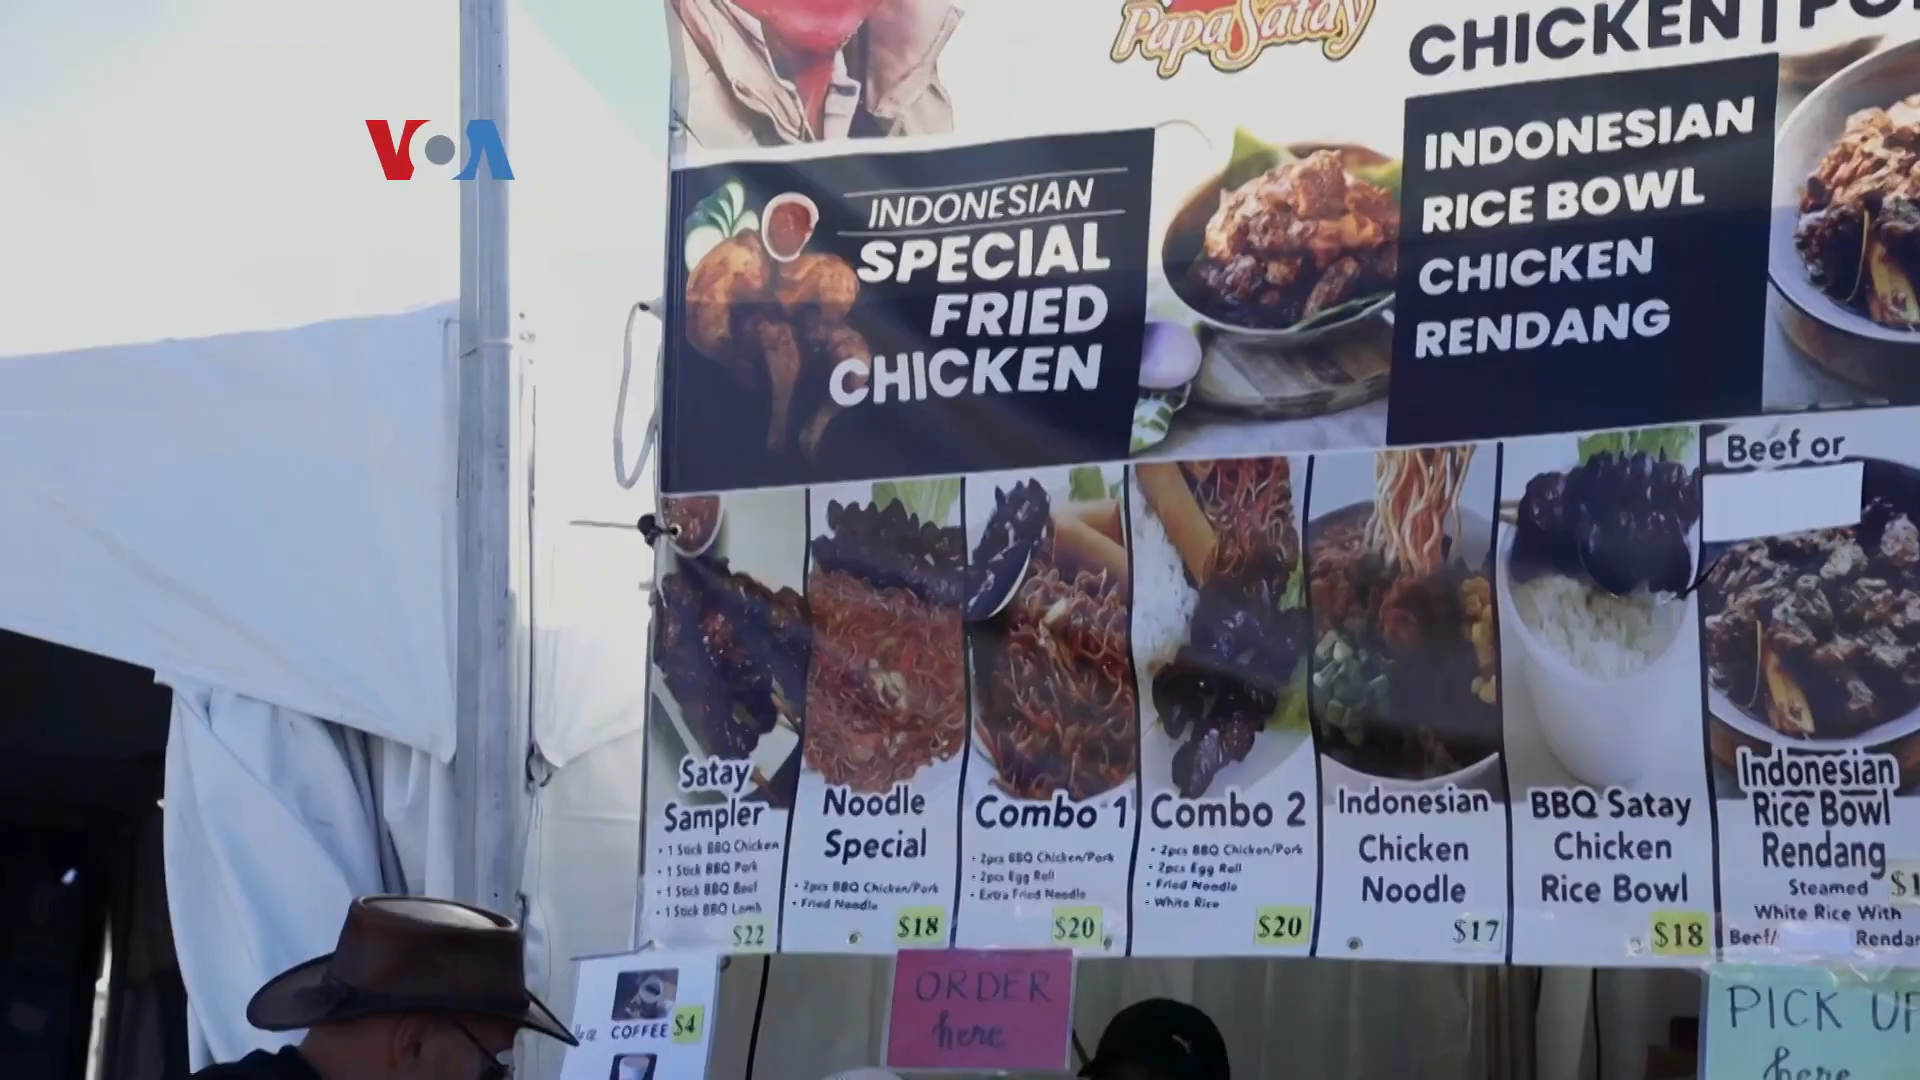 VOA
PapaSatay
CHICKEN |
INDONESIAN
SPECIAL
FRIED
CHICKEN
INDONESIAN
RICE BOWL
CHICKEN
RENDANG
Beef or
Satay
Sampler
• 1 Stick BBQ Chicken
• 1 Stick BBQ Pork
• 1 Stick BBQ Beef
• 1 Stick BBQ Lamb
$22
Noodle
Special
• 2pcs BBQ Chicken/Pork
• Fried Noodle
$18
Combo 1
• 2pcs BBQ Chicken/Pork
• 2pcs Egg Roll
• Extra Fried Noodle
$20
Combo 2
• 2pcs BBQ Chicken/Pork
• 2pcs Egg Roll
• Fried Noodle
• White Rice
$20
Indonesian
Chicken
Noodle
$17
BBQ Satay
Chicken
Rice Bowl
$18
Indonesian
Rice Bowl
Rendang
Steamed
White Rice With
Beef/
COFFEE $4
ORDER
here
PICK UP
here